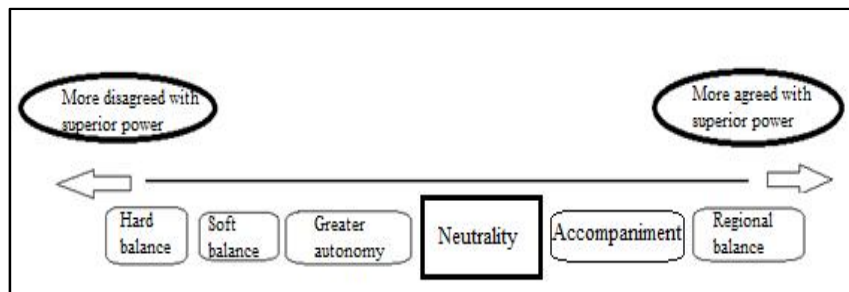 More disagreed with
superior power
More agreed with
superior power
Hard
balance
Soft
balance
Greater
autonomy
Neutrality
Accompaniment
Regional
balance